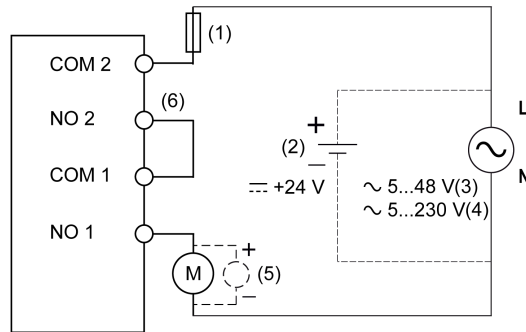 COM 2
NO 2
COM 1
NO 1
(1)
(6)
+
(2)
−
⎓ +24 V
∼ 5...48 V(3)
∼ 5...230 V(4)
L
∼
N
M
+
(5)
−